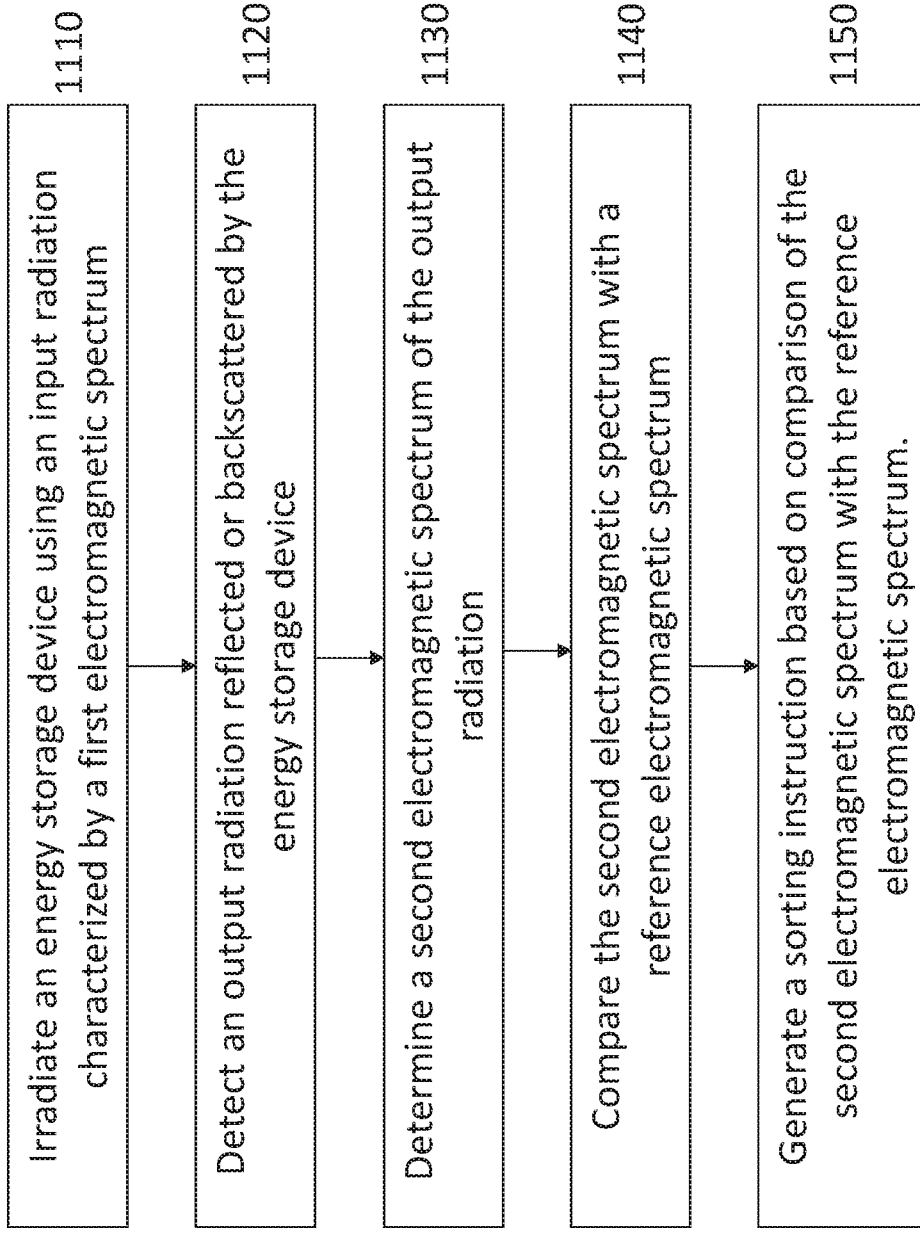 Irradiate an energy storage device using an input radiation
characterized by a first electromagnetic spectrum
1110
Detect an output radiation reflected or backscattered by the
energy storage device
1120
Determine a second electromagnetic spectrum of the output
radiation
1130
Compare the second electromagnetic spectrum with a
reference electromagnetic spectrum
1140
Generate a sorting instruction based on comparison of the
second electromagnetic spectrum with the reference
electromagnetic spectrum.
1150